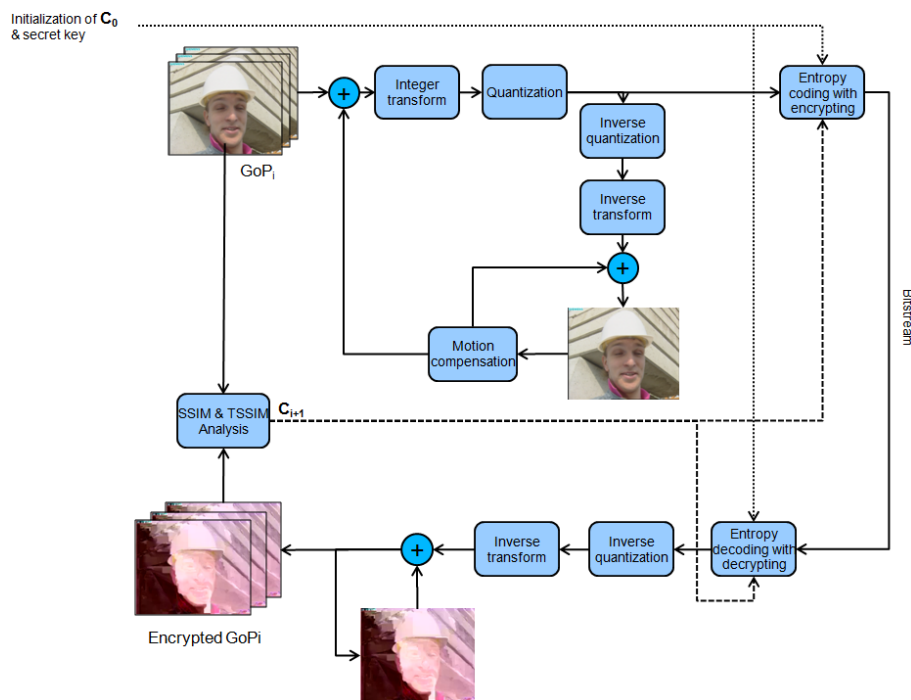 Initialization of C0
& secret key
GoPi
Integer
transform
Quantization
Entropy
coding with
encrypting
Inverse
quantization
Inverse
transform
Motion
compensation
Bitstream
SSIM & TSSIM
Analysis
Ci+1
Entropy
decoding with
decrypting
Inverse
quantization
Inverse
transform
Encrypted GoPi